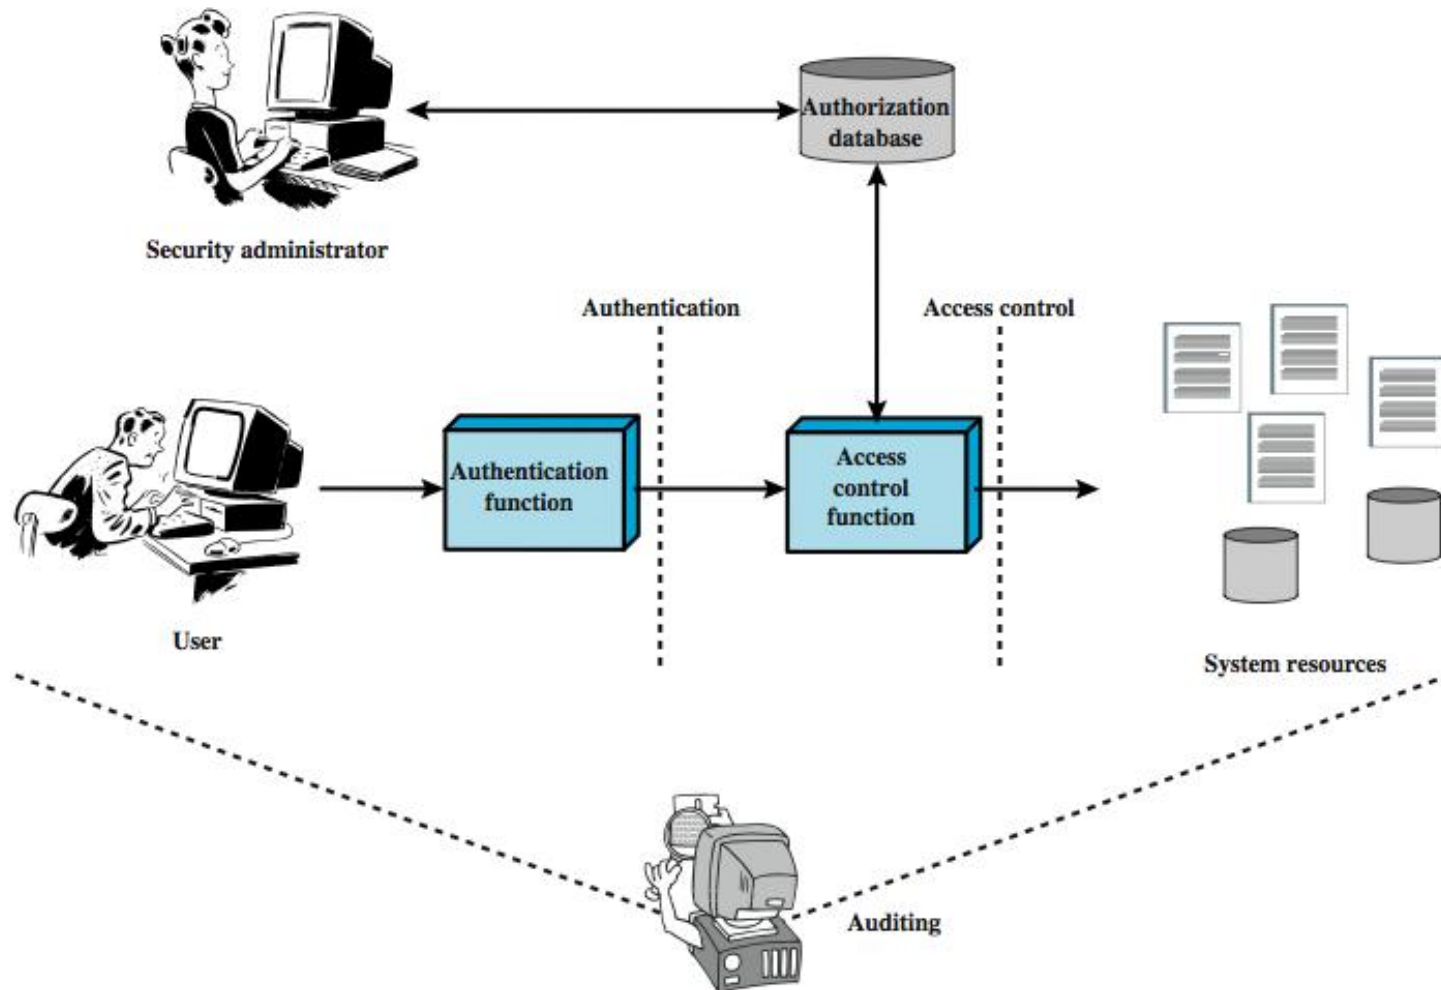 Authorization
database
Security administrator
Authentication
Access control
Authentication
function
Access
control
function
User
System resources
Auditing